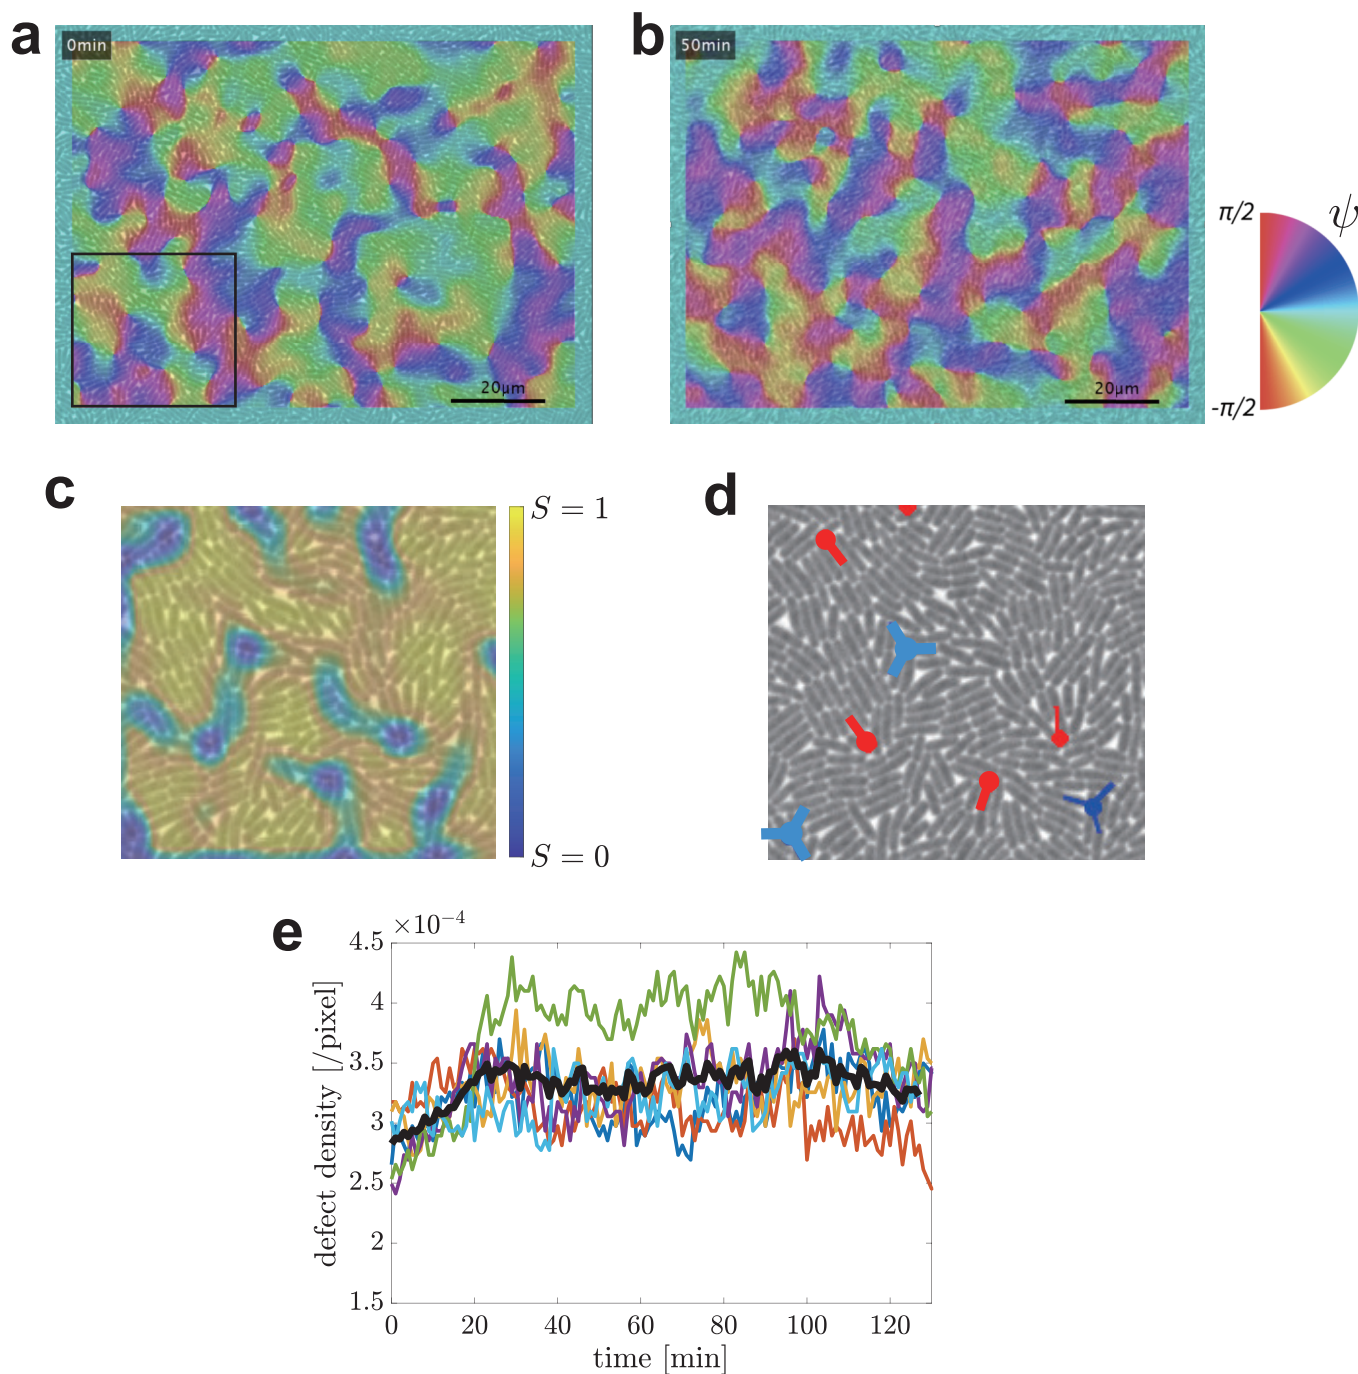 a
b
0min
50min
20μm
20μm
ψ
π/2
-π/2
c
d
S = 1
S = 0
e
×10⁻⁴
4.5
4
3.5
3
2.5
2
1.5
defect density [/pixel]
0 20 40 60 80 100 120
time [min]